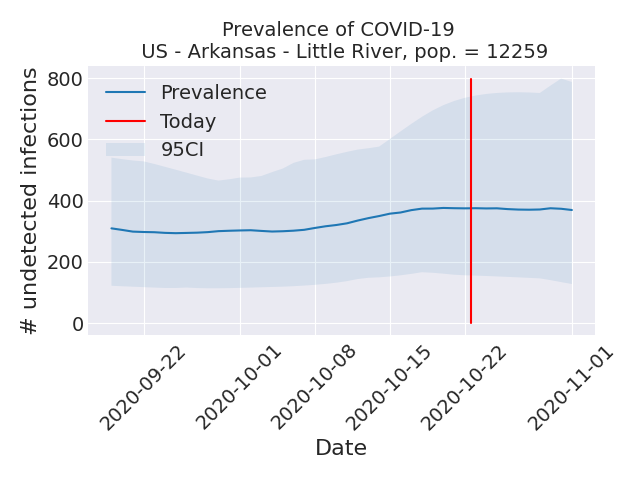 Prevalence of COVID-19
US - Arkansas - Little River, pop. = 12259
800
600
400
200
0
# undetected infections
Prevalence
Today
95CI
2020-09-22
2020-10-01
2020-10-08
2020-10-15
2020-10-22
2020-11-01
Date